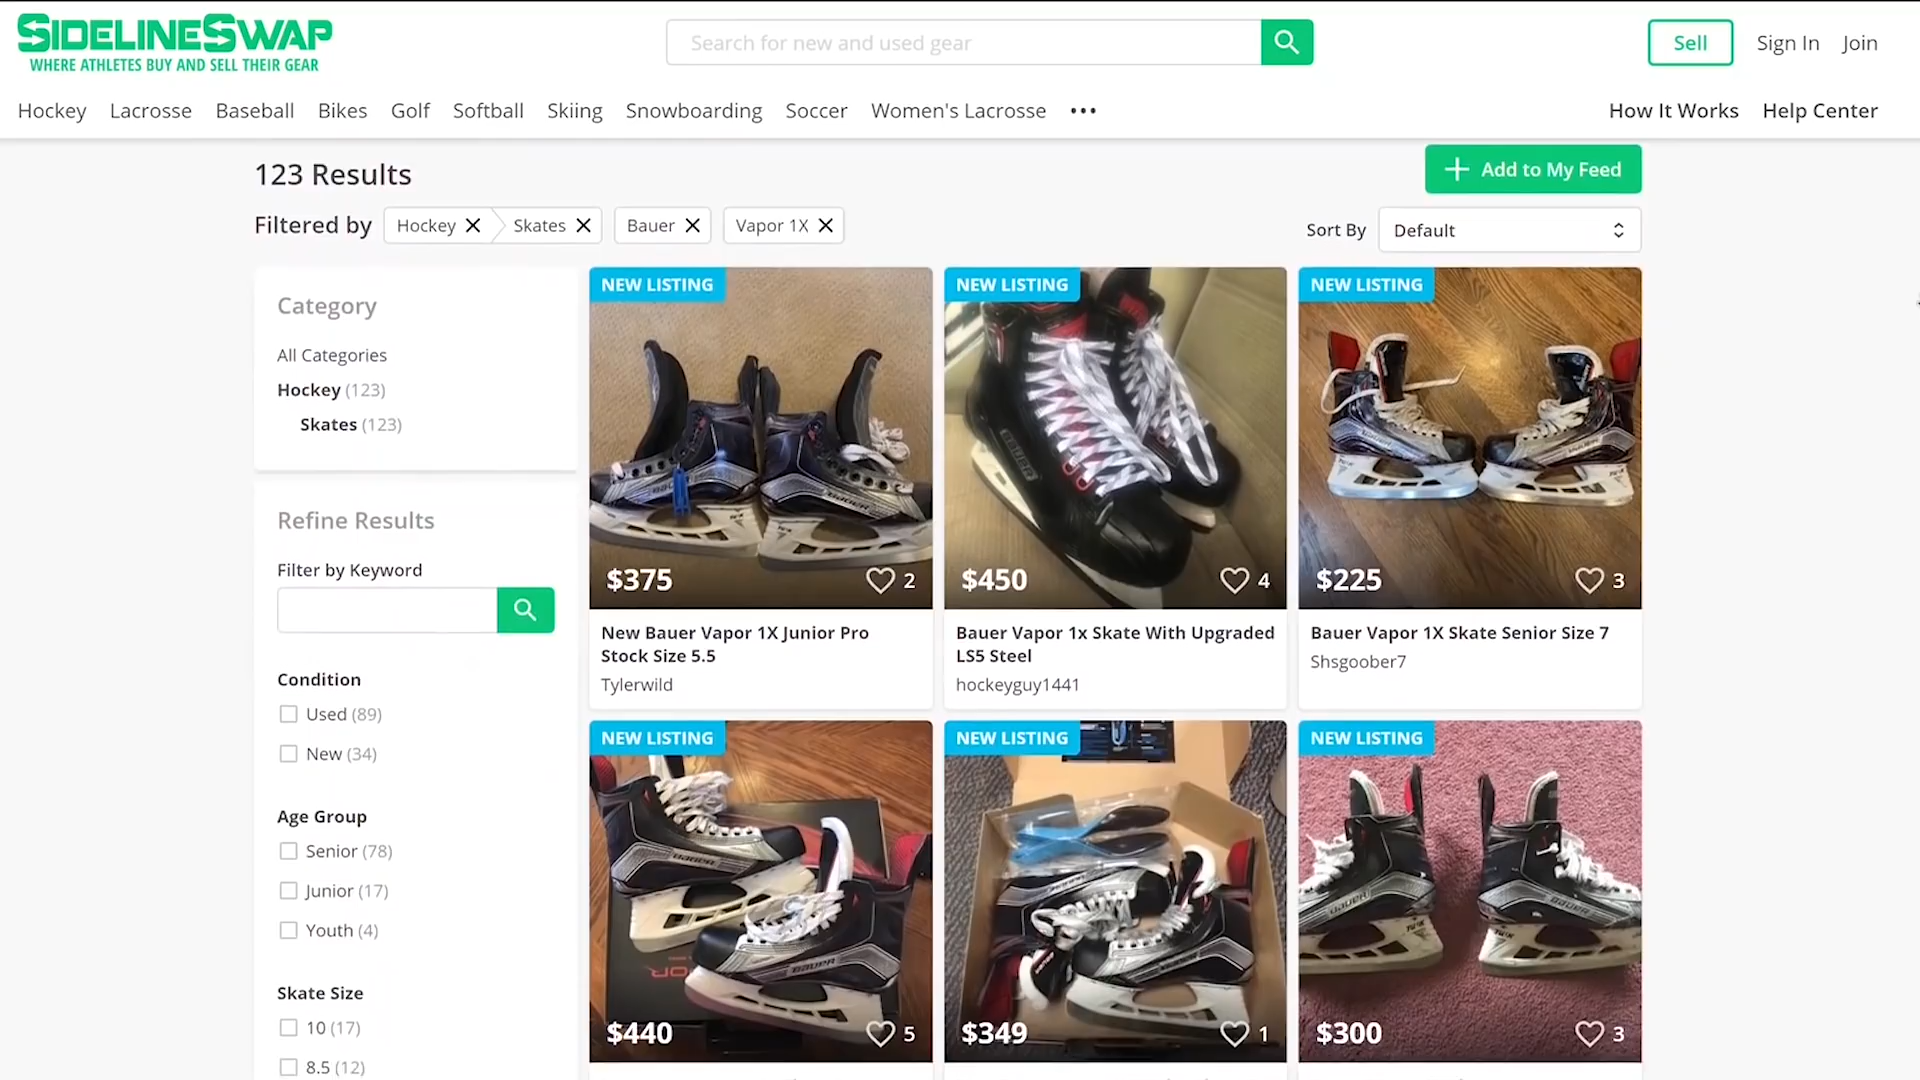 SIDELINESWAP
WHERE ATHLETES BUY AND SELL THEIR GEAR
Search for new and used gear
Sell
Sign In
Join
Hockey
Lacrosse
Baseball
Bikes
Golf
Softball
Skiing
Snowboarding
Soccer
Women's Lacrosse
•••
How It Works
Help Center
123 Results
Add to My Feed
Filtered by
Hockey
Skates
Bauer
Vapor 1X
Sort By
Default
Category
All Categories
Hockey (123)
Skates (123)
Refine Results
Filter by Keyword
Condition
Used (89)
New (34)
Age Group
Senior (78)
Junior (17)
Youth (4)
Skate Size
10 (17)
8.5 (12)
NEW LISTING
$375
2
New Bauer Vapor 1X Junior Pro
Stock Size 5.5
Tylerwild
NEW LISTING
BAUER
$450
4
Bauer Vapor 1x Skate With Upgraded
LS5 Steel
hockeyguy1441
NEW LISTING
$225
3
Bauer Vapor 1X Skate Senior Size 7
Shsgoober7
NEW LISTING
BAUER
BAUER
$440
5
NEW LISTING
BAUER
$349
1
NEW LISTING
BAUER
BAUER
$300
3